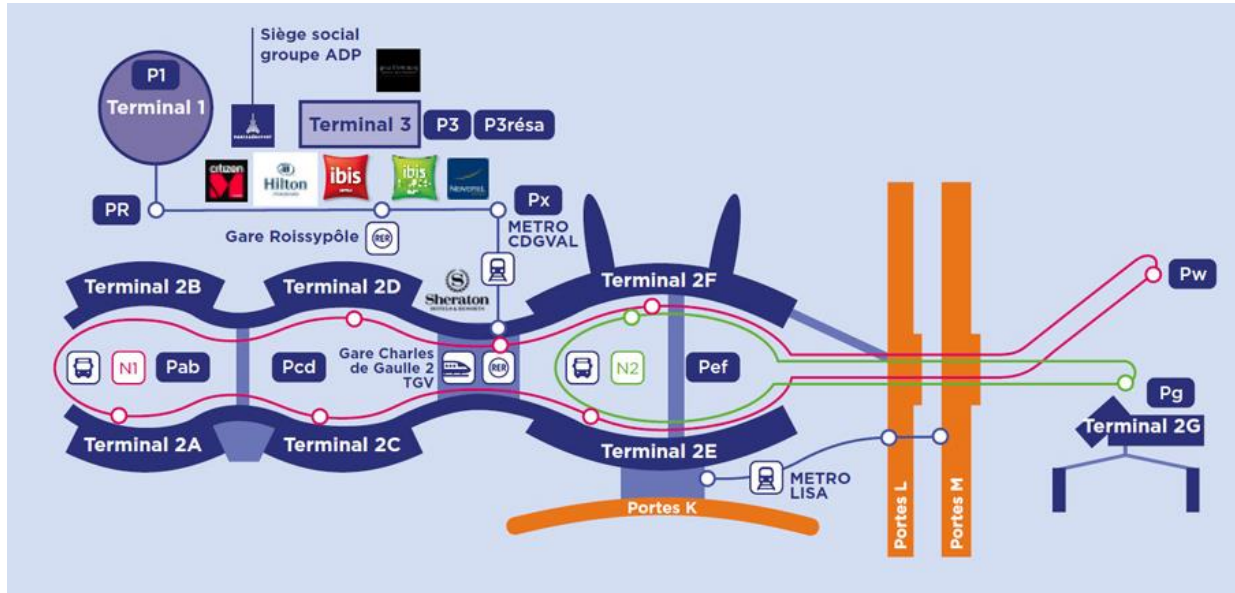 Siège social
groupe ADP
P1
Terminal 1
Terminal 3
P3
P3résa
citizen
M
Hilton
ibis
ibis
NOVOTEL
PR
Px
Gare Roissypôle
RER
METRO
CDGVAL
Terminal 2B
Terminal 2D
Sheraton
Terminal 2F
Pw
N1
Pab
Pcd
Gare Charles
de Gaulle 2
TGV
RER
N2
Pef
Pg
Terminal 2A
Terminal 2C
Terminal 2E
Terminal 2G
METRO
LISA
Portes K
Portes L
Portes M